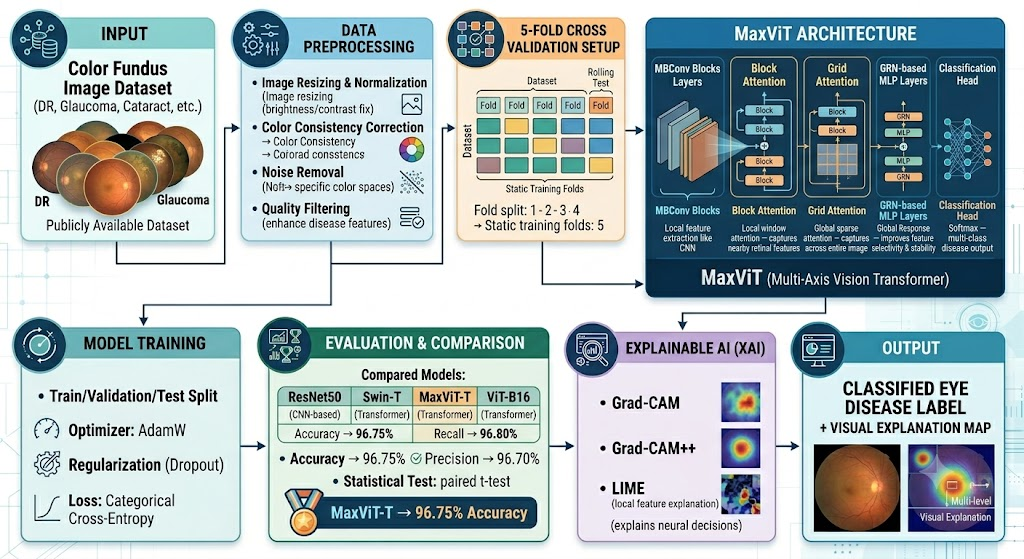 INPUT
Color Fundus
Image Dataset
(DR, Glaucoma, Cataract, etc.)
DR
Glaucoma
Publicly Available Dataset
DATA
PREPROCESSING
• Image Resizing & Normalization
(Image resizing
(brightness/contrast fix)
• Color Consistency Correction
→ Color Consistency
→ Cororad consstencs
• Noise Removal
(Noft→ specific color spaces)
• Quality Filtering
(enhance disease features)
5-FOLD CROSS
VALIDATION SETUP
Dataset
Rolling
Test
Fold Fold Fold Fold Fold
Dataset
Static Training Folds
Fold split: 1 - 2 - 3 - 4
→ Static training folds: 5
MaxViT ARCHITECTURE
MBConv Blocks
Layers
MBConv Blocks
Local feature
extraction like
CNN
Block
Attention
Block
Block
Block
Block
Block Attention
Local window
attention – captures
nearby retinal features
Grid
Attention
Block
Block
Grid Attention
Global sparse
attention – captures
across entire image
GRN-based
MLP Layers
GRN
MLP
MLP
GRN
GRN-based
MLP Layers
Global Response
– improves feature
selectivity & stability
Classification
Head
Classification
Head
Softmax –
multi-class
disease output
MaxViT (Multi-Axis Vision Transformer)
MODEL TRAINING
• Train/Validation/Test Split
Optimizer: AdamW
Regularization (Dropout)
Loss: Categorical
Cross-Entropy
EVALUATION & COMPARISON
Compared Models:
ResNet50 Swin-T MaxViT-T ViT-B16
(CNN-based) (Transformer) (Transformer) (Transformer)
Accuracy → 96.75% Recall → 96.80%
• Accuracy → 96.75% Precision → 96.70%
• Statistical Test: paired t-test
MaxViT-T → 96.75% Accuracy
EXPLAINABLE AI (XAI)
• Grad-CAM
• Grad-CAM++
• LIME
(local feature explanation)
(explains neural decisions)
OUTPUT
CLASSIFIED EYE
DISEASE LABEL
+ VISUAL EXPLANATION MAP
Multi-level
Visual Explanation